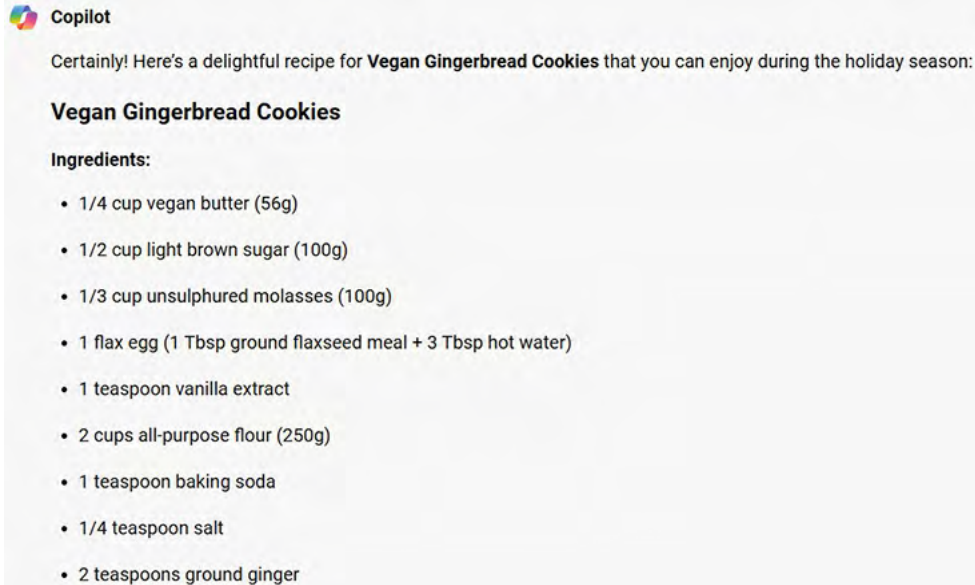 Copilot
Certainly! Here's a delightful recipe for Vegan Gingerbread Cookies that you can enjoy during the holiday season:
Vegan Gingerbread Cookies
Ingredients:
• 1/4 cup vegan butter (56g)
• 1/2 cup light brown sugar (100g)
• 1/3 cup unsulphured molasses (100g)
• 1 flax egg (1 Tbsp ground flaxseed meal + 3 Tbsp hot water)
• 1 teaspoon vanilla extract
• 2 cups all-purpose flour (250g)
• 1 teaspoon baking soda
• 1/4 teaspoon salt
• 2 teaspoons ground ginger